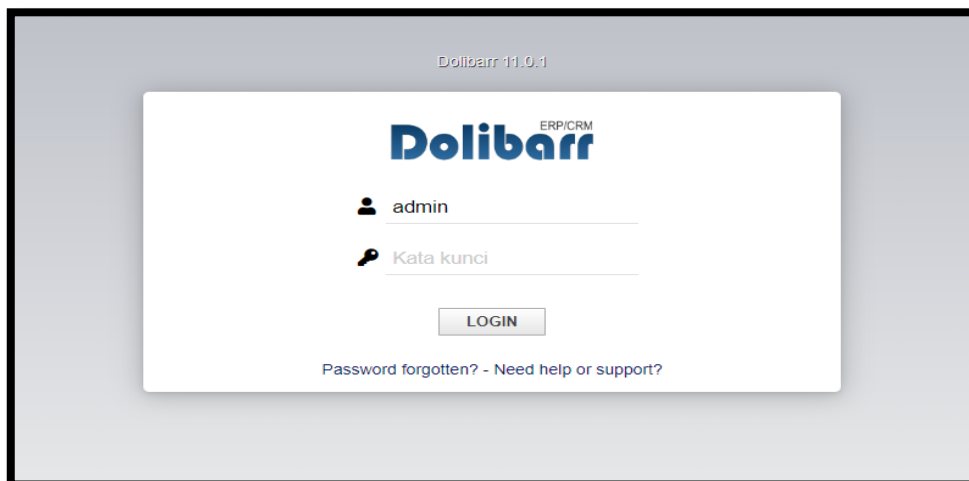 Dolibarr 11.0.1
Dolibarr ERP/CRM
admin
Kata kunci
LOGIN
Password forgotten? - Need help or support?